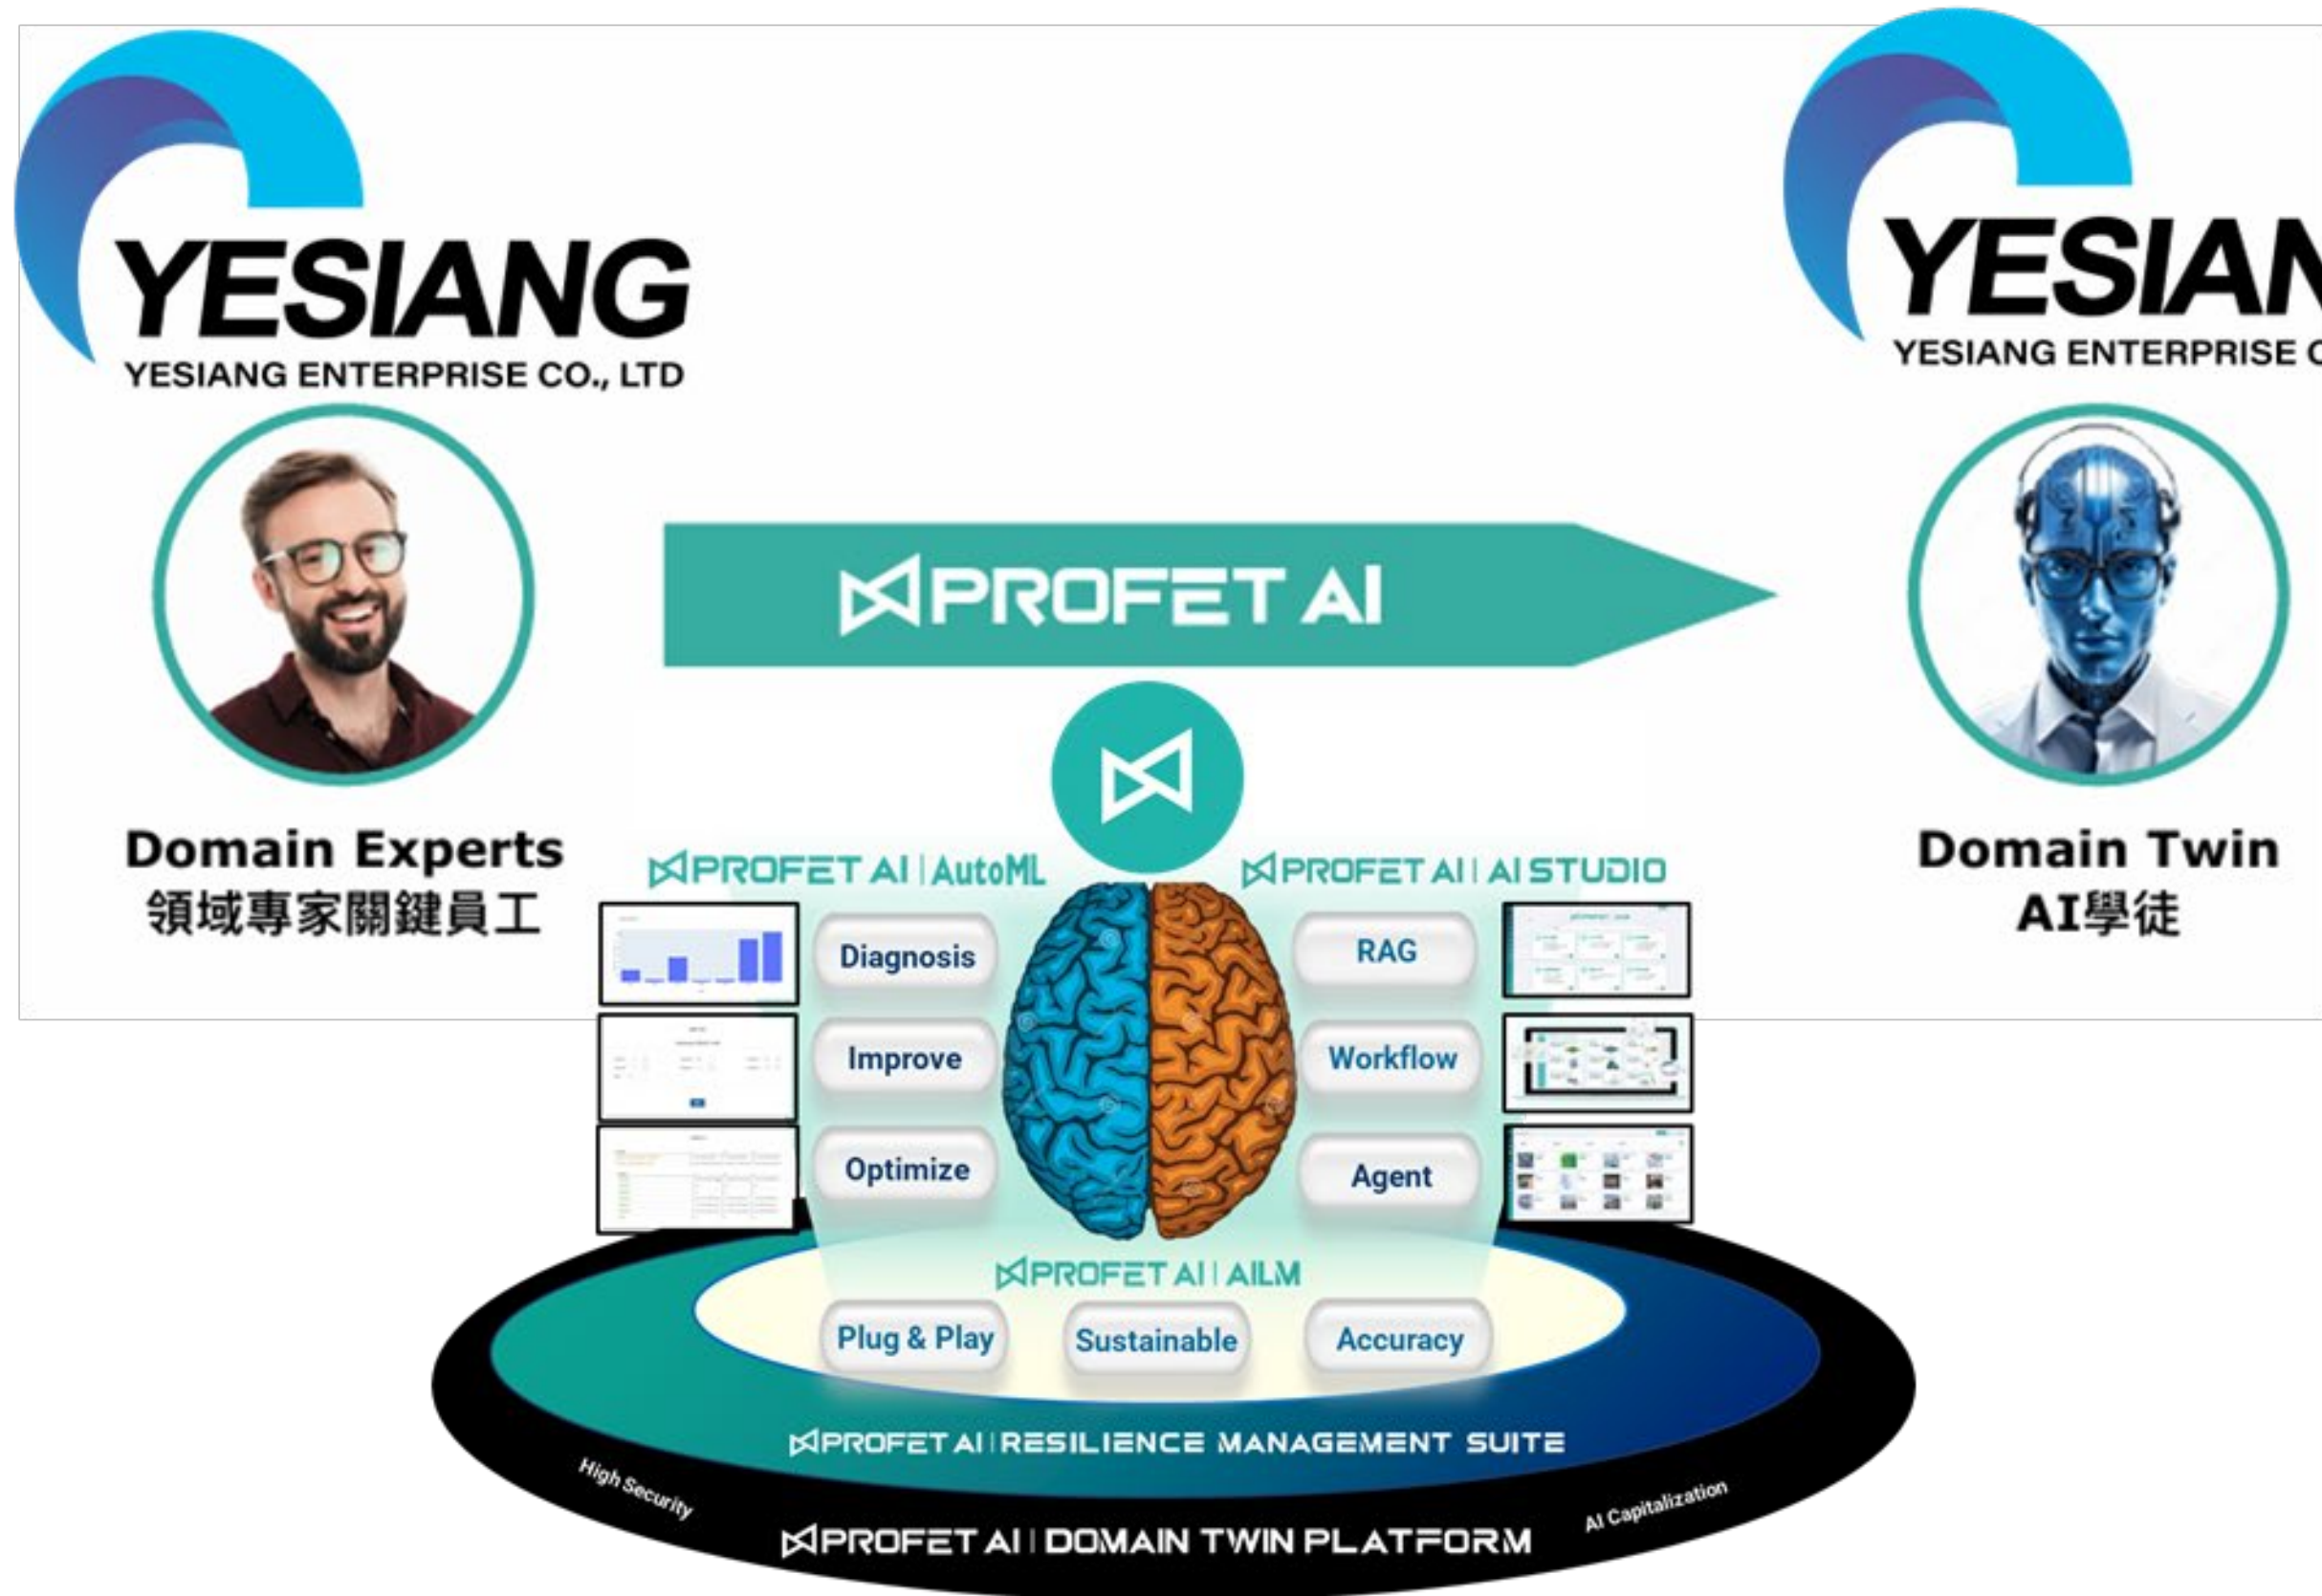 YESIANG
YESIANG ENTERPRISE CO., LTD
YESIAN
YESIANG ENTERPRISE
PROFET AI
Domain Experts
領域專家關鍵員工
Domain Twin
AI學徒
PROFET AI | AutoML
PROFET AI | AI STUDIO
Diagnosis
RAG
Improve
Workflow
Optimize
Agent
PROFET AI | AILM
Plug & Play
Sustainable
Accuracy
PROFET AI | RESILIENCE MANAGEMENT SUITE
High Security
AI Capitalization
PROFET AI | DOMAIN TWIN PLATFORM